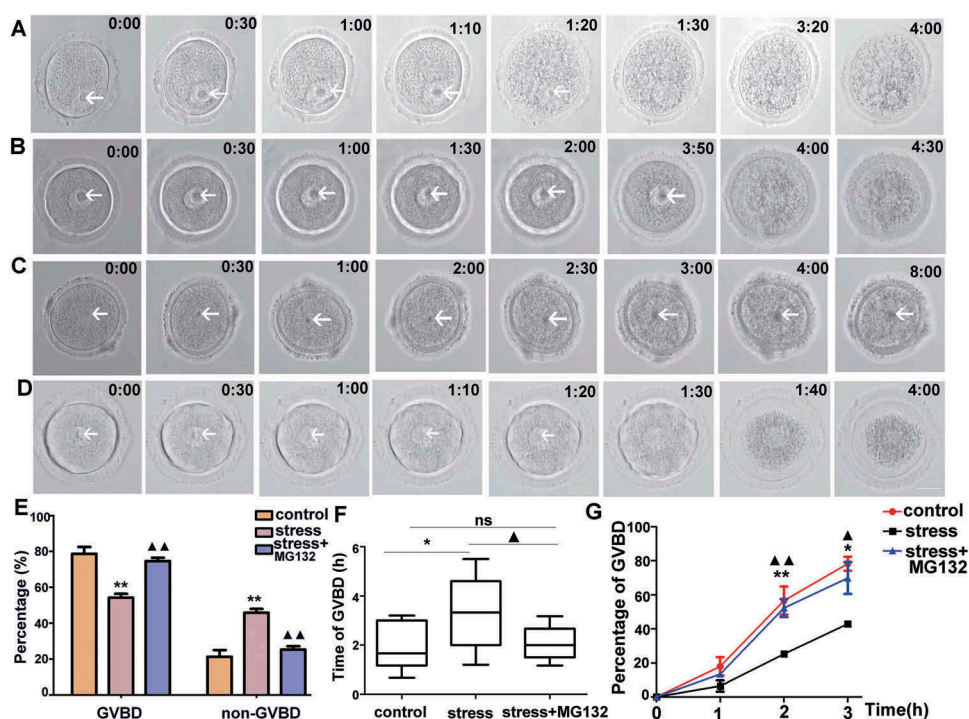 A 0:00 0:30 1:00 1:10 1:20 1:30 3:20 4:00
B 0:00 0:30 1:00 1:30 2:00 3:50 4:00 4:30
C 0:00 0:30 1:00 2:00 2:30 3:00 4:00 8:00
D 0:00 0:30 1:00 1:10 1:20 1:30 1:40 4:00
E
control
stress
stress+
MG132
Percentage (%)
100
80
60
40
20
0
▲▲
**
**
▲▲
GVBD non-GVBD
F
ns
*
▲
Time of GVBD (h)
6
4
2
0
control stress stress+MG132
G
control
stress
stress+
MG132
Percentage of GVBD
100
80
60
40
20
0
▲▲
**
▲
*
0 1 2 3 Time(h)